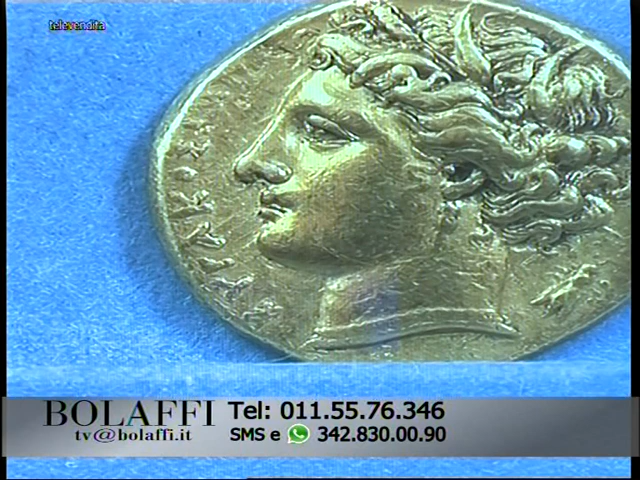 televendita
BOLAFFI
tv@bolaffi.it
Tel: 011.55.76.346
SMS e 342.830.00.90